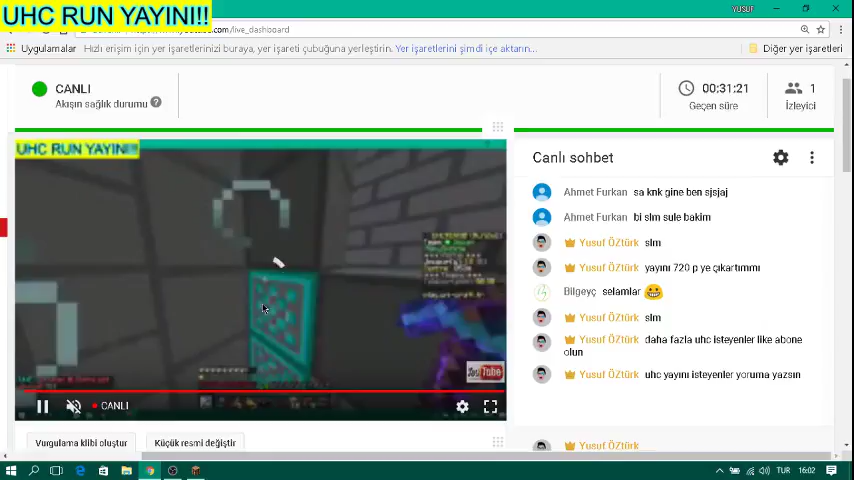 UHC RUN YAYINI!!
YUSUF
.com/live_dashboard
Uygulamalar
Hızlı erişim için yer işaretlerinizi buraya, yer işareti çubuğuna yerleştirin. Yer işaretlerini şimdi içe aktarın...
Diğer yer işaretleri
CANLI
Akışın sağlık durumu ?
00:31:21
Geçen süre
1
İzleyici
UHC RUN YAYINI!!!
YouTube
CANLI
Vurgulama klibi oluştur
Küçük resmi değiştir
Canlı sohbet
Ahmet Furkan sa knk gine ben sjsjaj
Ahmet Furkan bi slm sule bakim
Yusuf ÖZtürk slm
Yusuf ÖZtürk yayını 720 p ye çıkartımmı
Bilgeyç selamlar
Yusuf ÖZtürk slm
Yusuf ÖZtürk daha fazla uhc isteyenler like abone
olun
Yusuf ÖZtürk uhc yayını isteyenler yoruma yazsın
Yusuf ÖZtürk
TUR
16:02